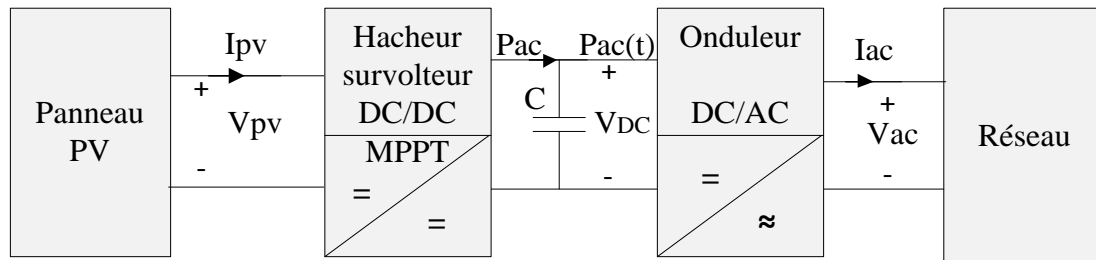 Panneau
PV
Ipv
+
Vpv
-
Hacheur
survolteur
DC/DC
MPPT
=
=
Pac
Pac(t)
C
+
VDC
-
Onduleur
DC/AC
=
≈
Iac
+
Vac
-
Réseau